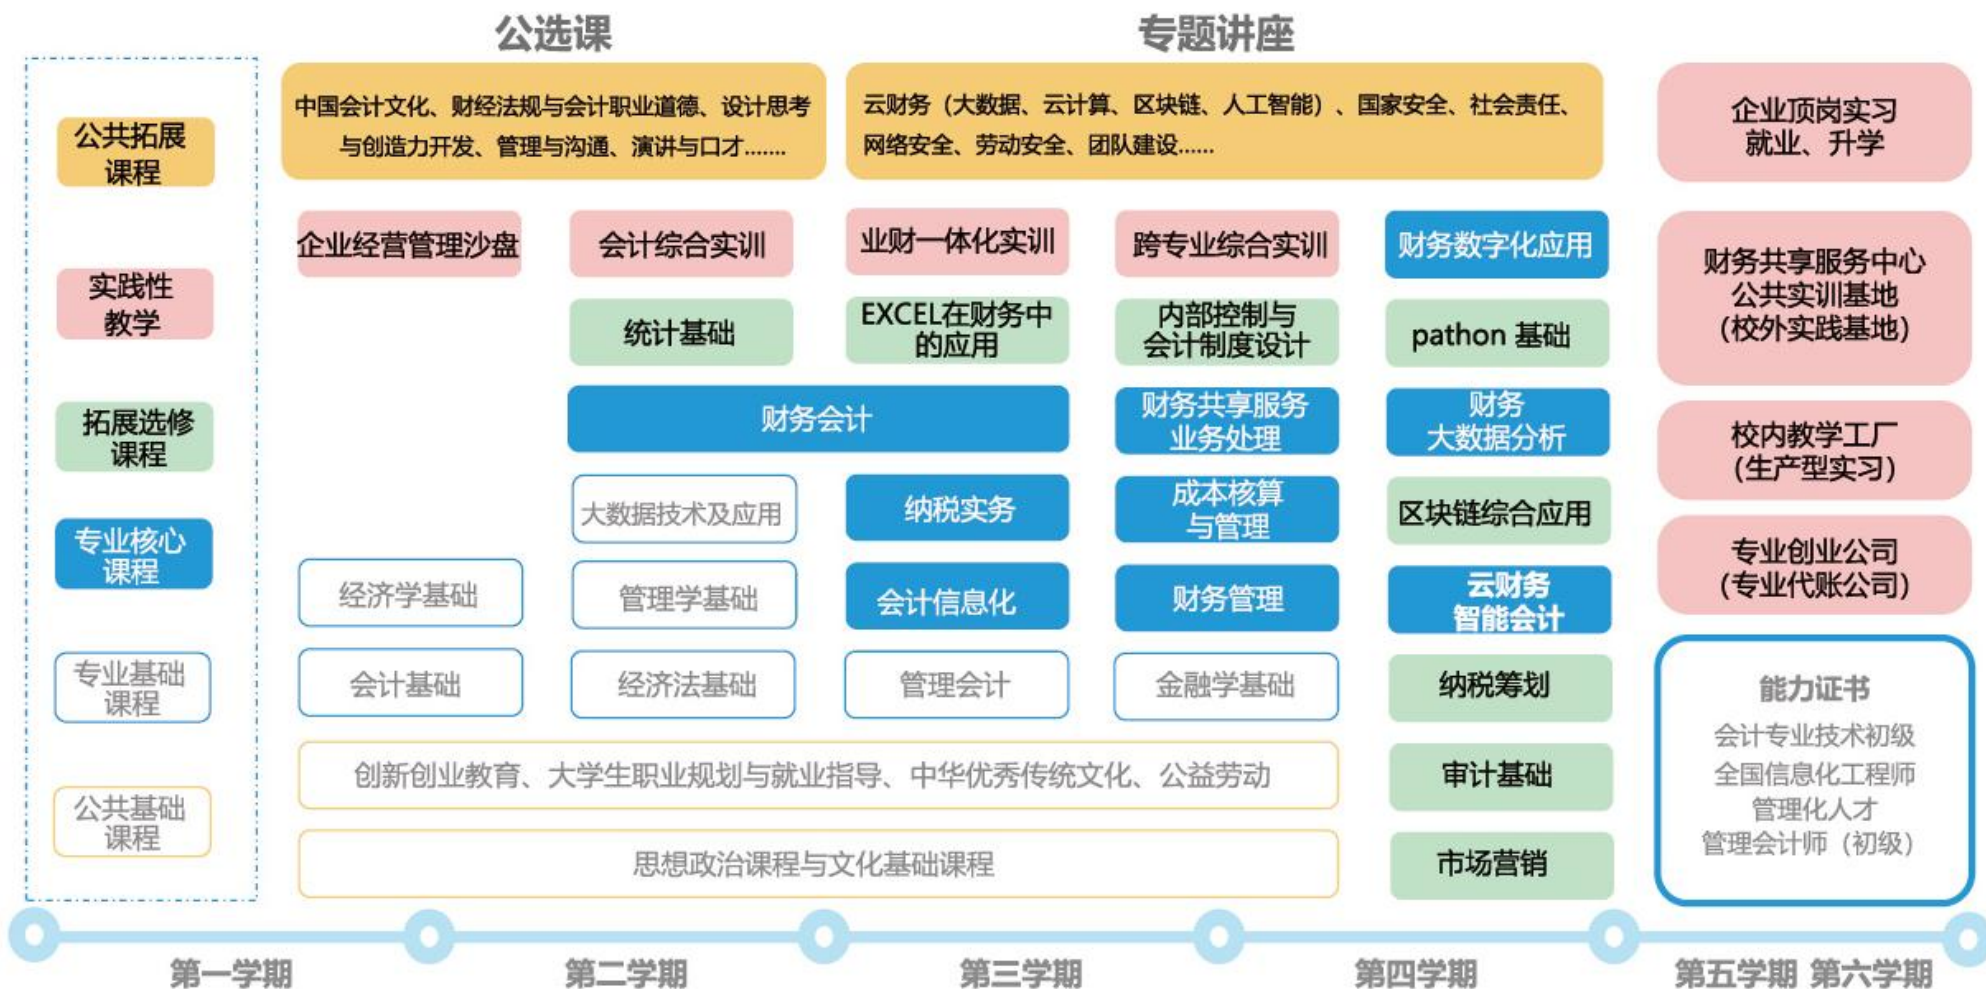 公选课
专题讲座
公共拓展
课程
实践性
教学
拓展选修
课程
专业核心
课程
专业基础
课程
公共基础
课程
中国会计文化、财经法规与会计职业道德、设计思考
与创造力开发、管理与沟通、演讲与口才.......
云财务（大数据、云计算、区块链、人工智能）、国家安全、社会责任、
网络安全、劳动安全、团队建设......
企业顶岗实习
就业、升学
企业经营管理沙盘
会计综合实训
业财一体化实训
跨专业综合实训
财务数字化应用
财务共享服务中心
公共实训基地
(校外实践基地)
统计基础
EXCEL在财务中
的应用
内部控制与
会计制度设计
pathon 基础
财务会计
财务共享服务
业务处理
财务
大数据分析
校内教学工厂
(生产型实习)
大数据技术及应用
纳税实务
成本核算
与管理
区块链综合应用
专业创业公司
(专业代账公司)
经济学基础
管理学基础
会计信息化
财务管理
云财务
智能会计
会计基础
经济法基础
管理会计
金融学基础
纳税筹划
能力证书
会计专业技术初级
全国信息化工程师
管理化人才
管理会计师（初级）
创新创业教育、大学生职业规划与就业指导、中华优秀传统文化、公益劳动
审计基础
思想政治课程与文化基础课程
市场营销
第一学期
第二学期
第三学期
第四学期
第五学期 第六学期